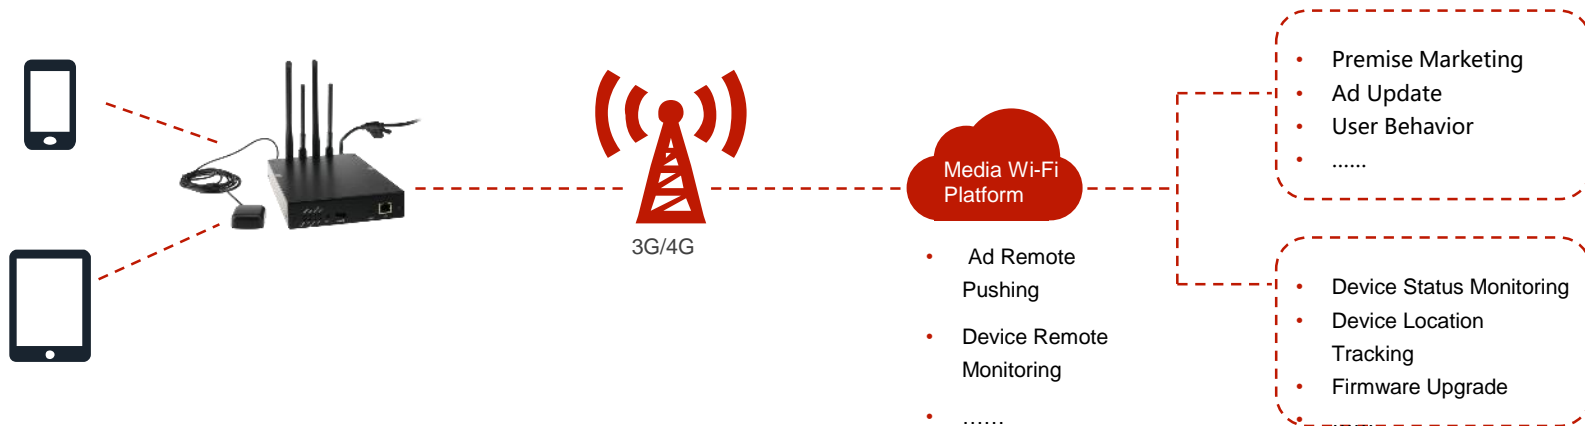 3G/4G
Media Wi-Fi
Platform
• Ad Remote
Pushing
• Device Remote
Monitoring
• ......
• Premise Marketing
• Ad Update
• User Behavior
• ......
• Device Status Monitoring
• Device Location
Tracking
• Firmware Upgrade
•